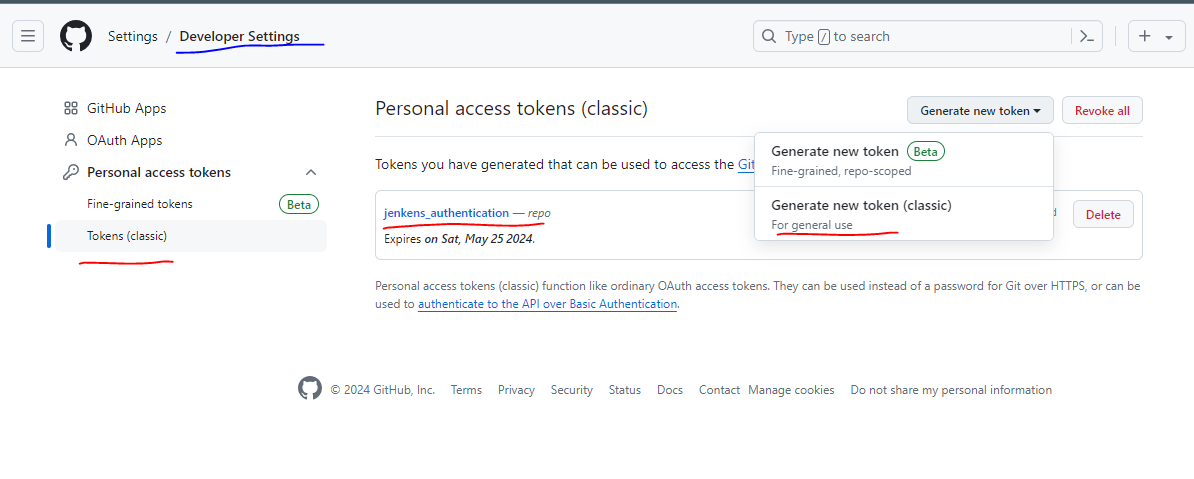 Settings / Developer Settings
Type / to search
GitHub Apps
OAuth Apps
Personal access tokens
Fine-grained tokens Beta
Tokens (classic)
Personal access tokens (classic)
Generate new token Revoke all
Generate new token Beta
Fine-grained, repo-scoped
Generate new token (classic)
For general use
Tokens you have generated that can be used to access the
jenkens_authentication — repo
Delete
Expires on Sat, May 25 2024.
Personal access tokens (classic) function like ordinary OAuth access tokens. They can be used instead of a password for Git over HTTPS, or can be
used to authenticate to the API over Basic Authentication.
© 2024 GitHub, Inc. Terms Privacy Security Status Docs Contact Manage cookies Do not share my personal information